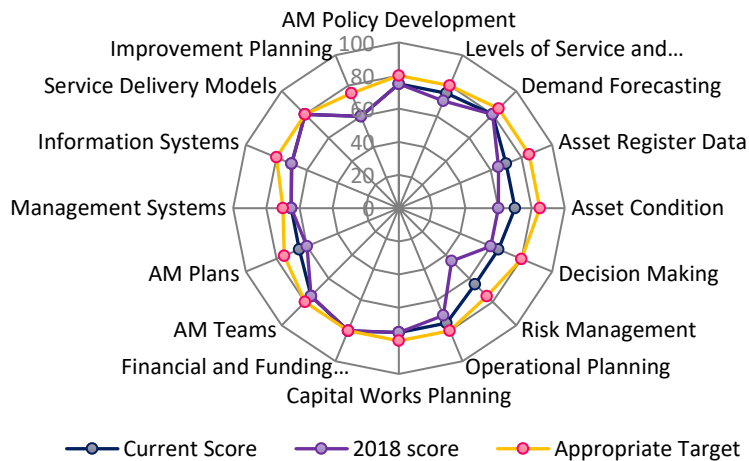 AM Policy Development
Improvement Planning
Levels of Service and...
Service Delivery Models
Demand Forecasting
Information Systems
Asset Register Data
Management Systems
Asset Condition
AM Plans
Decision Making
AM Teams
Risk Management
Financial and Funding...
Operational Planning
Capital Works Planning
100
80
60
40
20
0
Current Score
2018 score
Appropriate Target